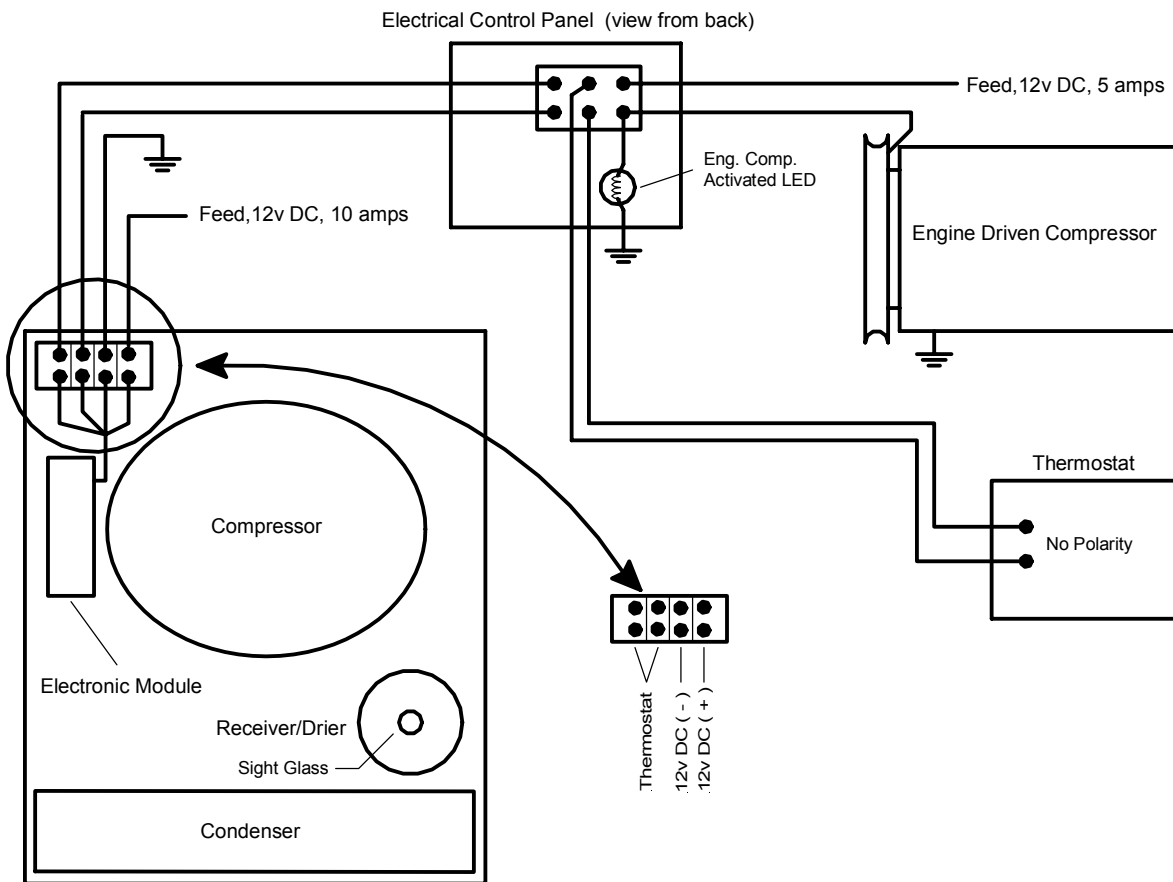 Electrical Control Panel  (view from back)
Feed,12v DC, 5 amps
Eng. Comp.
Activated LED
Feed,12v DC, 10 amps
Engine Driven Compressor
Thermostat
No Polarity
Compressor
Electronic Module
Receiver/Drier
Sight Glass
Condenser
Thermostat
12v DC ( - )
12v DC ( + )